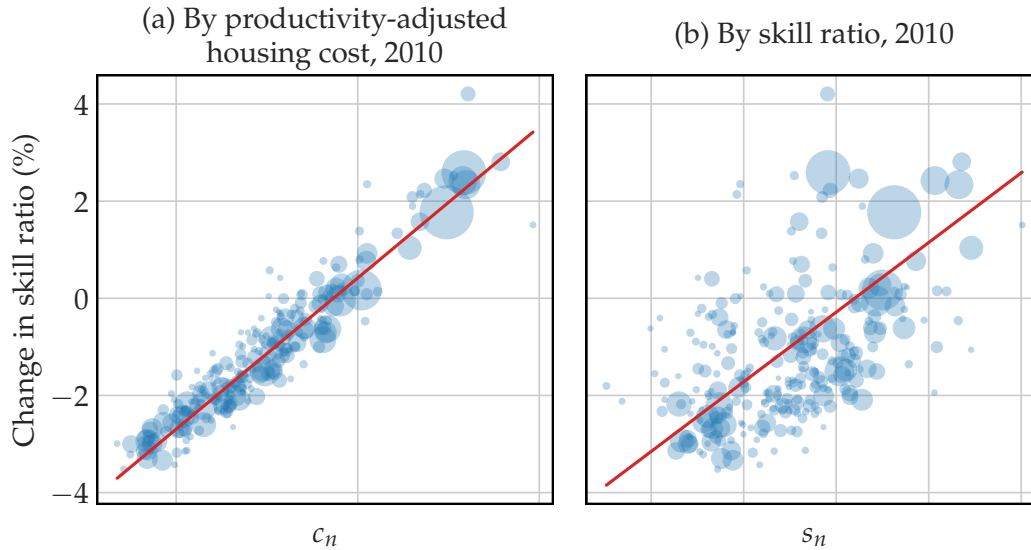 (a) By productivity-adjusted
housing cost, 2010
(b) By skill ratio, 2010
Change in skill ratio (%)
4
2
0
−2
−4
c_n
s_n